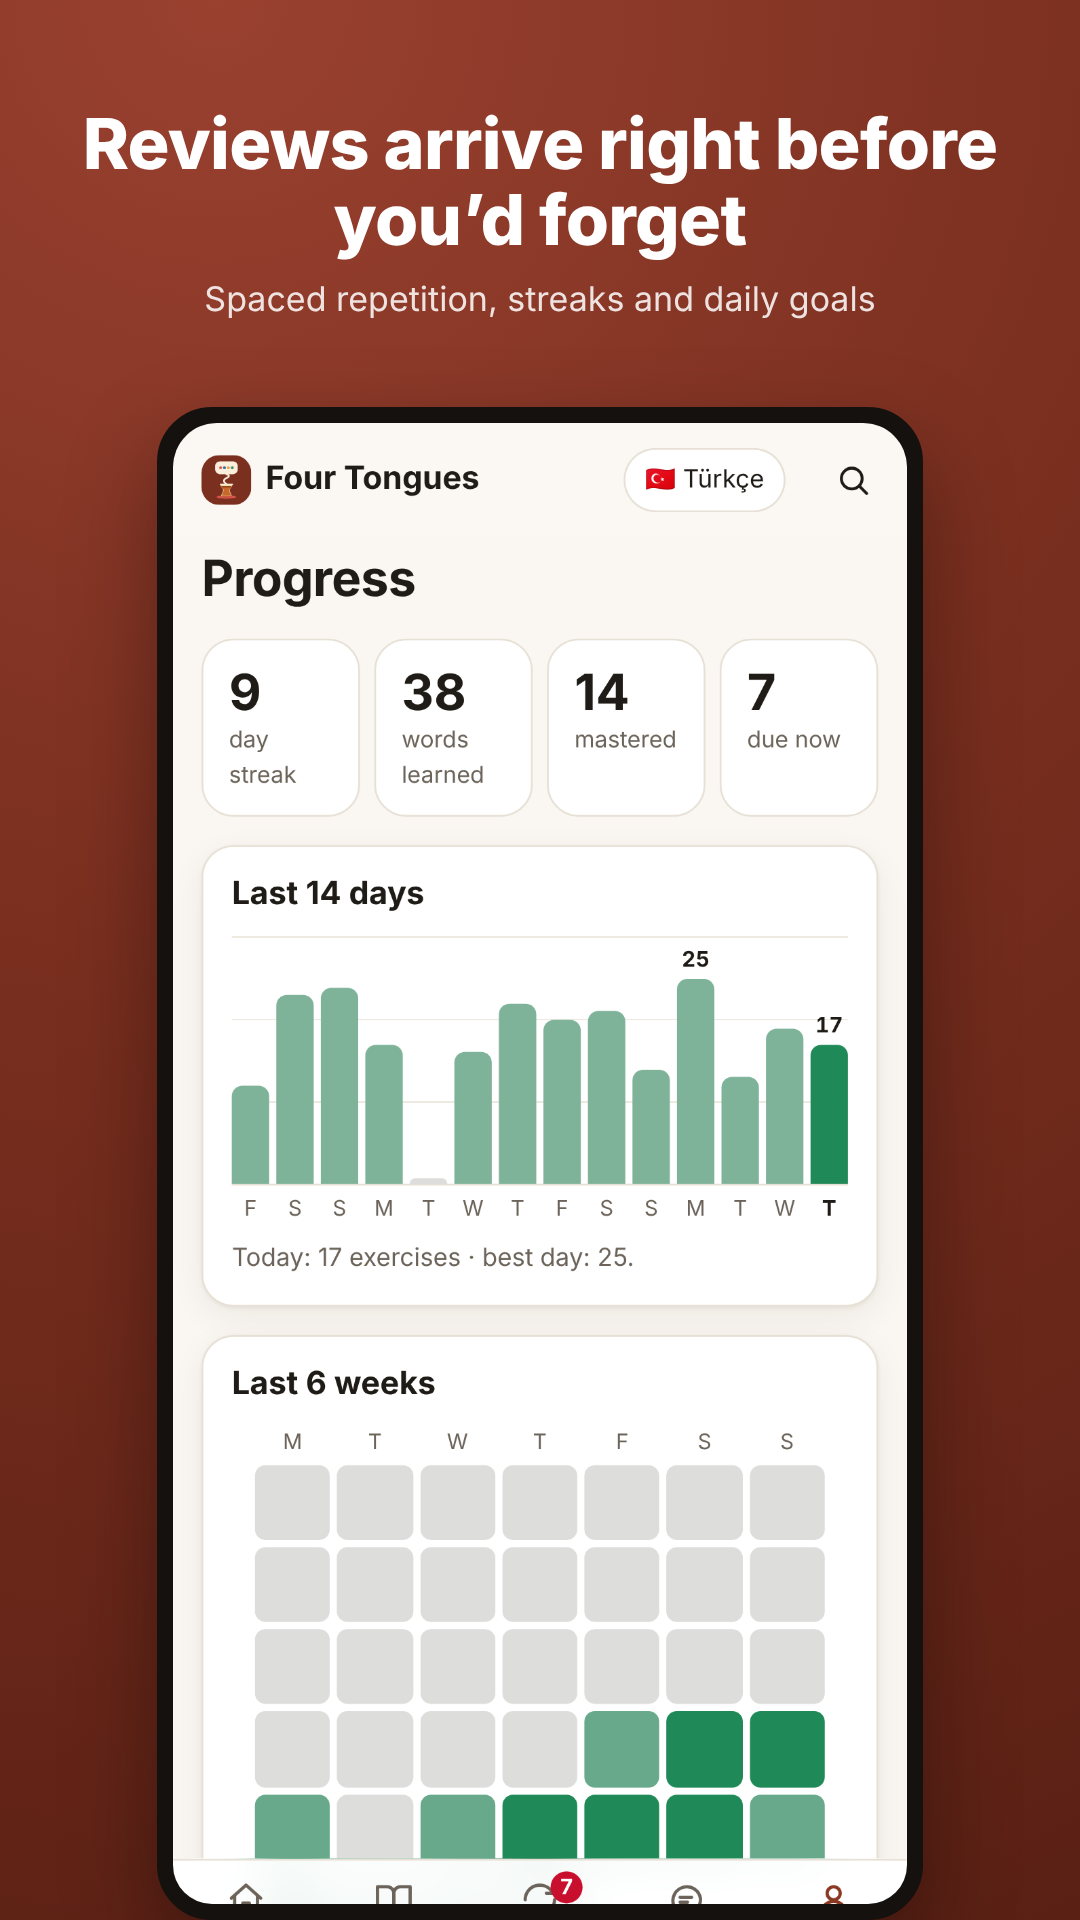 Reviews arrive right before
you’d forget
Spaced repetition, streaks and daily goals
Four Tongues
Türkçe
Progress
9
day
streak
38
words
learned
14
mastered
7
due now
Last 14 days
25
17
F S S M T W T F S S M T W T
Today: 17 exercises · best day: 25.
Last 6 weeks
M T W T F S S
7